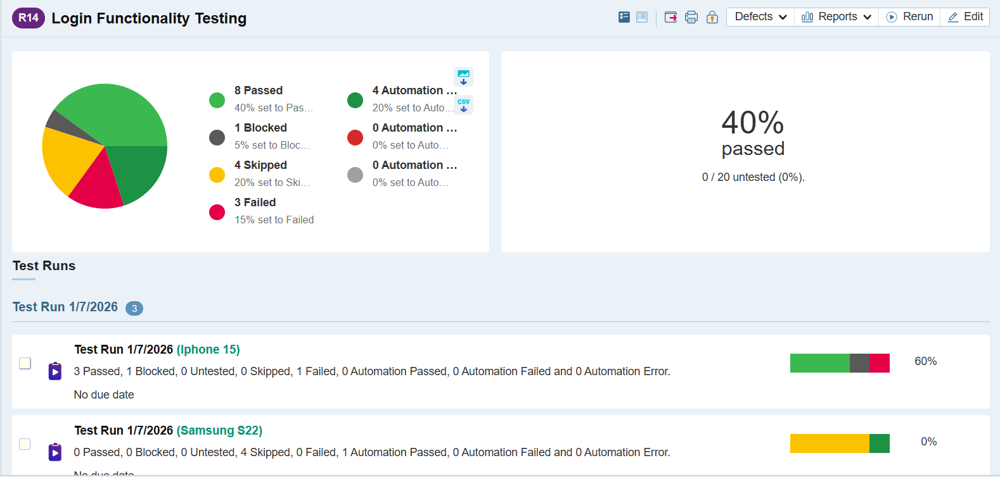 R14 Login Functionality Testing
Defects Reports Rerun Edit
8 Passed
40% set to Pas...
1 Blocked
5% set to Bloc...
4 Skipped
20% set to Ski...
3 Failed
15% set to Failed
4 Automation ...
20% set to Auto...
0 Automation ...
0% set to Auto...
0 Automation ...
0% set to Auto...
CSV
40%
passed
0 / 20 untested (0%).
Test Runs
Test Run 1/7/2026 3
Test Run 1/7/2026 (Iphone 15)
3 Passed, 1 Blocked, 0 Untested, 0 Skipped, 1 Failed, 0 Automation Passed, 0 Automation Failed and 0 Automation Error.
No due date
60%
Test Run 1/7/2026 (Samsung S22)
0 Passed, 0 Blocked, 0 Untested, 4 Skipped, 0 Failed, 1 Automation Passed, 0 Automation Failed and 0 Automation Error.
0%
No due date